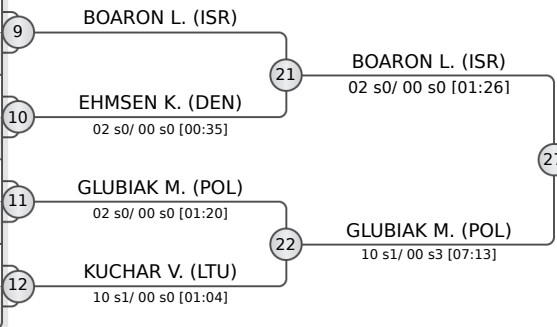 9
BOARON L. (ISR)
21
BOARON L. (ISR)
02 s0/ 00 s0 [01:26]
10
EHMSEN K. (DEN)
02 s0/ 00 s0 [00:35]
11
GLUBIAK M. (POL)
02 s0/ 00 s0 [01:20]
22
GLUBIAK M. (POL)
10 s1/ 00 s3 [07:13]
12
KUCHAR V. (LTU)
10 s1/ 00 s0 [01:04]